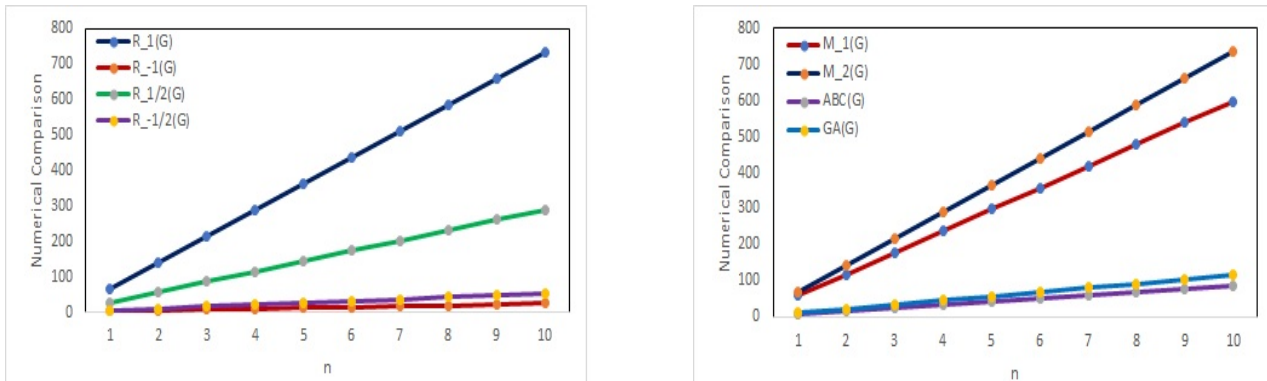 800
700
600
500
400
300
200
100
0
Numerical Comparison
R_1(G)
R_-1(G)
R_1/2(G)
R_-1/2(G)
1 2 3 4 5 6 7 8 9 10
n
800
700
600
500
400
300
200
100
0
Numerical Comparison
M_1(G)
M_2(G)
ABC(G)
GA(G)
1 2 3 4 5 6 7 8 9 10
n